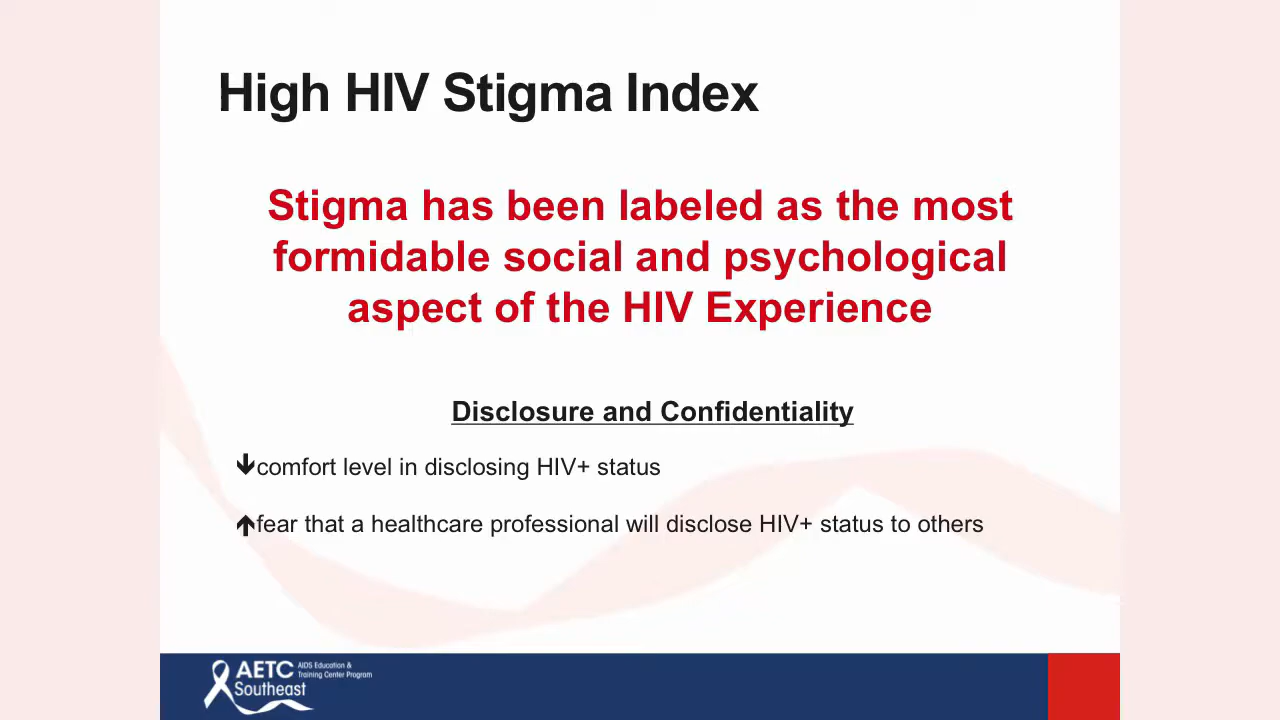 High HIV Stigma Index
Stigma has been labeled as the most
formidable social and psychological
aspect of the HIV Experience
Disclosure and Confidentiality
🡻comfort level in disclosing HIV+ status
🡹fear that a healthcare professional will disclose HIV+ status to others
AETC AIDS Education &
Training Center Program
Southeast